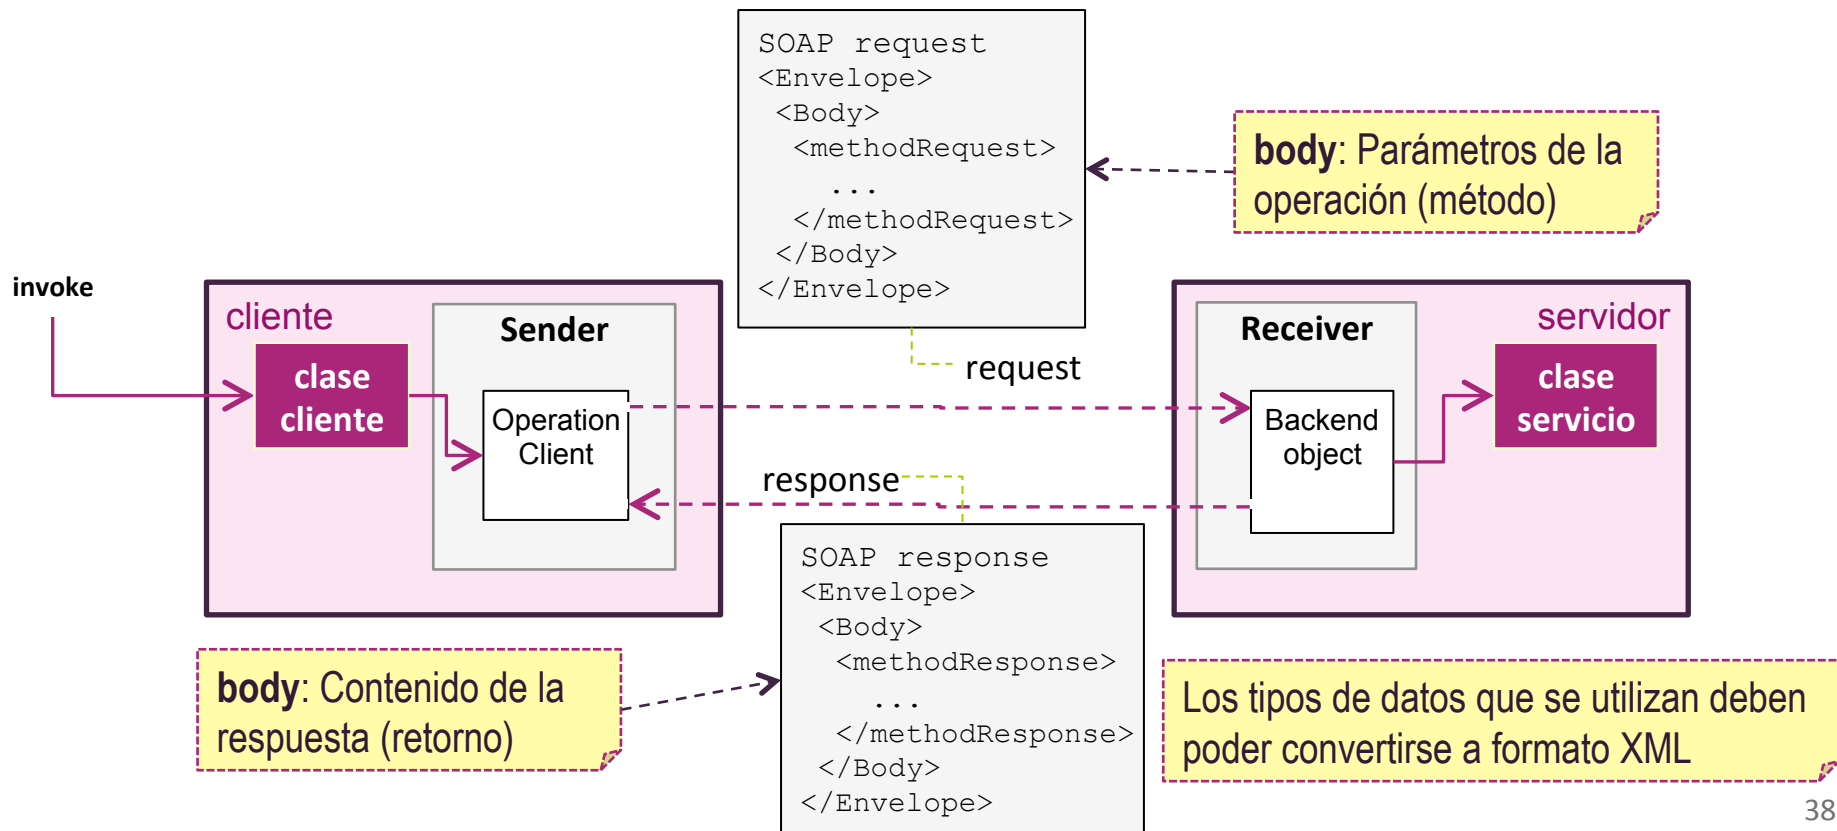 SOAP request
<Envelope>
<Body>
<methodRequest>
...
</methodRequest>
</Body>
</Envelope>
body: Parámetros de la
operación (método)
invoke
cliente
clase
cliente
Sender
Operation
Client
request
response
Receiver
Backend
object
servidor
clase
servicio
SOAP response
<Envelope>
<Body>
<methodResponse>
...
</methodResponse>
</Body>
</Envelope>
body: Contenido de la
respuesta (retorno)
Los tipos de datos que se utilizan deben
poder convertirse a formato XML
38